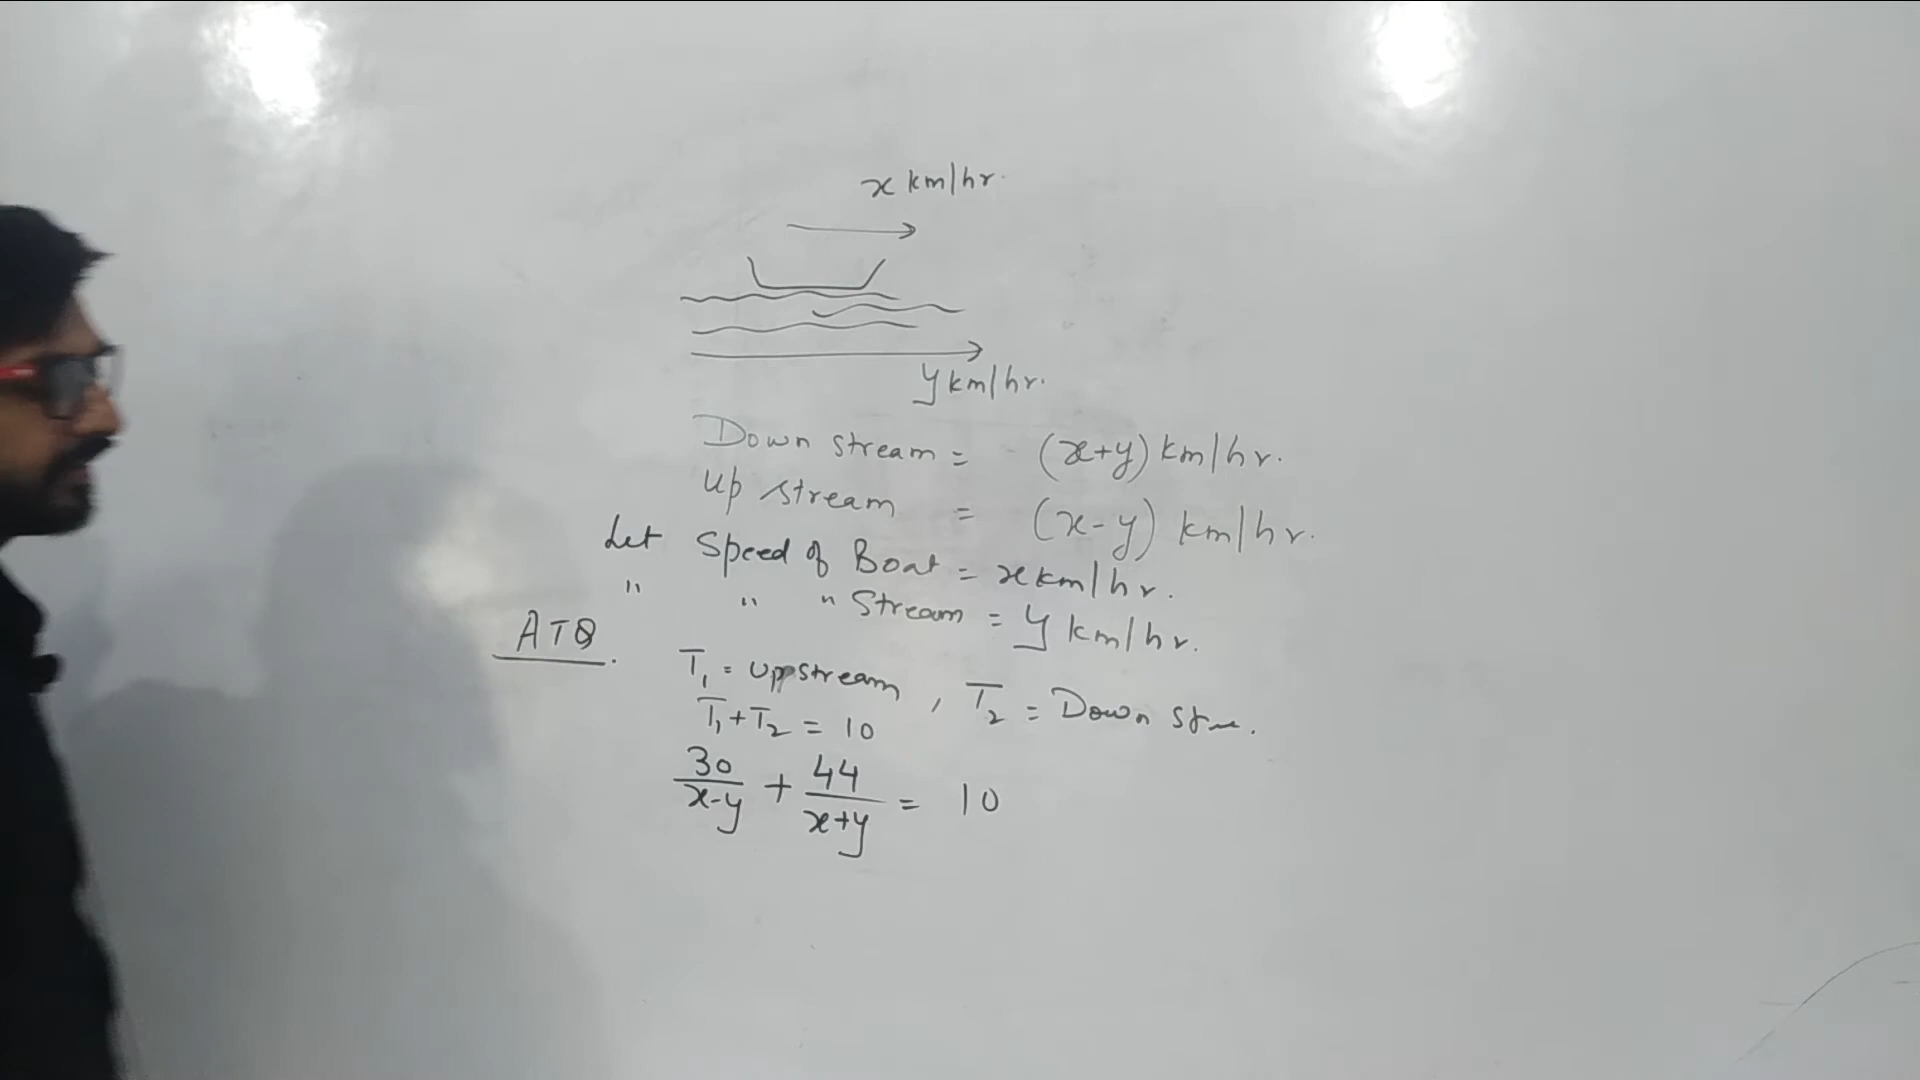 x km/hr.
y km/hr.
Down stream = (x+y) km/hr.
Up stream = (x-y) km/hr.
Let Speed of Boat = x km/hr.
" " " Stream = y km/hr.
ATQ.
T₁ = Uppstream, T₂ = Down stre.
T₁+T₂ = 10
30/x-y + 44/x+y = 10